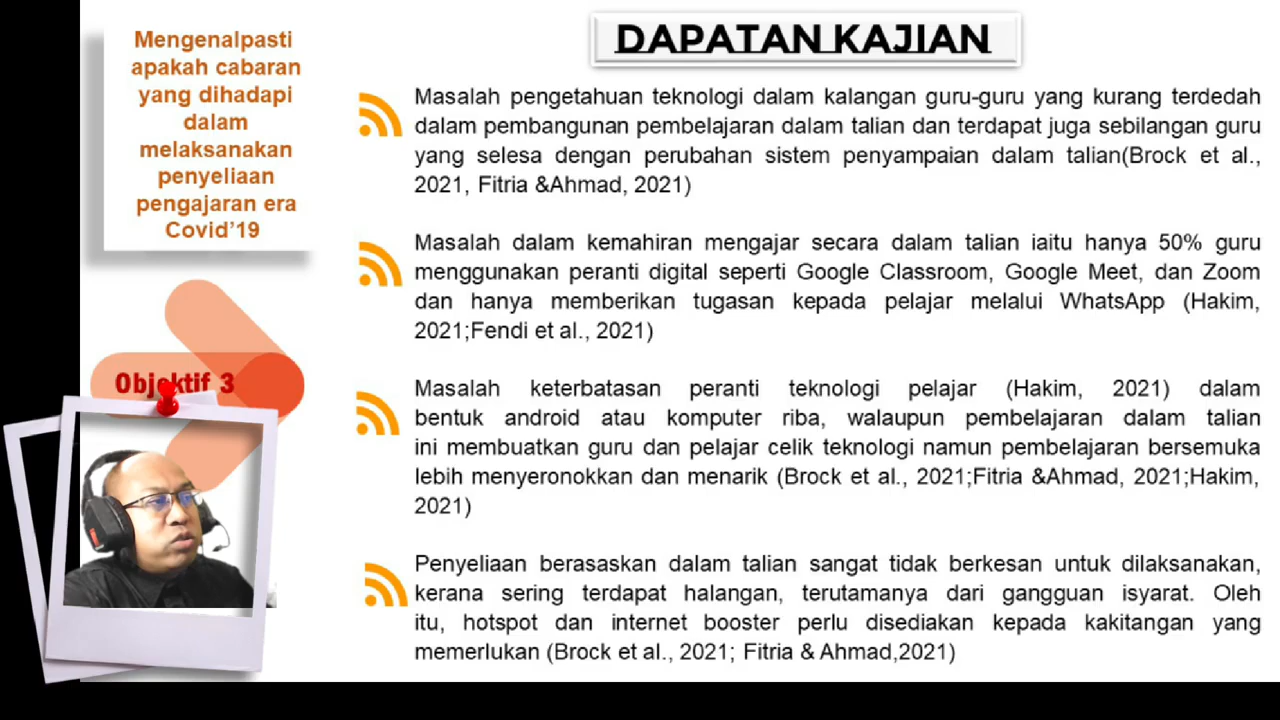 Mengenalpasti
apakah cabaran
yang dihadapi
dalam
melaksanakan
penyeliaan
pengajaran era
Covid’19
Objektif 3
DAPATAN KAJIAN
Masalah pengetahuan teknologi dalam kalangan guru-guru yang kurang terdedah
dalam pembangunan pembelajaran dalam talian dan terdapat juga sebilangan guru
yang selesa dengan perubahan sistem penyampaian dalam talian(Brock et al.,
2021, Fitria &Ahmad, 2021)
Masalah dalam kemahiran mengajar secara dalam talian iaitu hanya 50% guru
menggunakan peranti digital seperti Google Classroom, Google Meet, dan Zoom
dan hanya memberikan tugasan kepada pelajar melalui WhatsApp (Hakim,
2021;Fendi et al., 2021)
Masalah keterbatasan peranti teknologi pelajar (Hakim, 2021) dalam
bentuk android atau komputer riba, walaupun pembelajaran dalam talian
ini membuatkan guru dan pelajar celik teknologi namun pembelajaran bersemuka
lebih menyeronokkan dan menarik (Brock et al., 2021;Fitria &Ahmad, 2021;Hakim,
2021)
Penyeliaan berasaskan dalam talian sangat tidak berkesan untuk dilaksanakan,
kerana sering terdapat halangan, terutamanya dari gangguan isyarat. Oleh
itu, hotspot dan internet booster perlu disediakan kepada kakitangan yang
memerlukan (Brock et al., 2021; Fitria & Ahmad,2021)